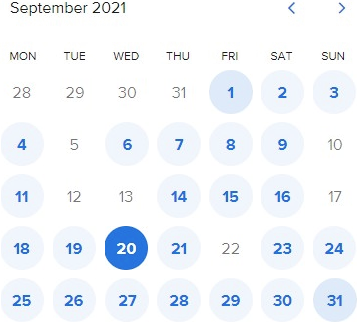 September 2021
MON TUE WED THU FRI SAT SUN
28 29 30 31 1 2 3
4 5 6 7 8 9 10
11 12 13 14 15 16 17
18 19 20 21 22 23 24
25 26 27 28 29 30 31